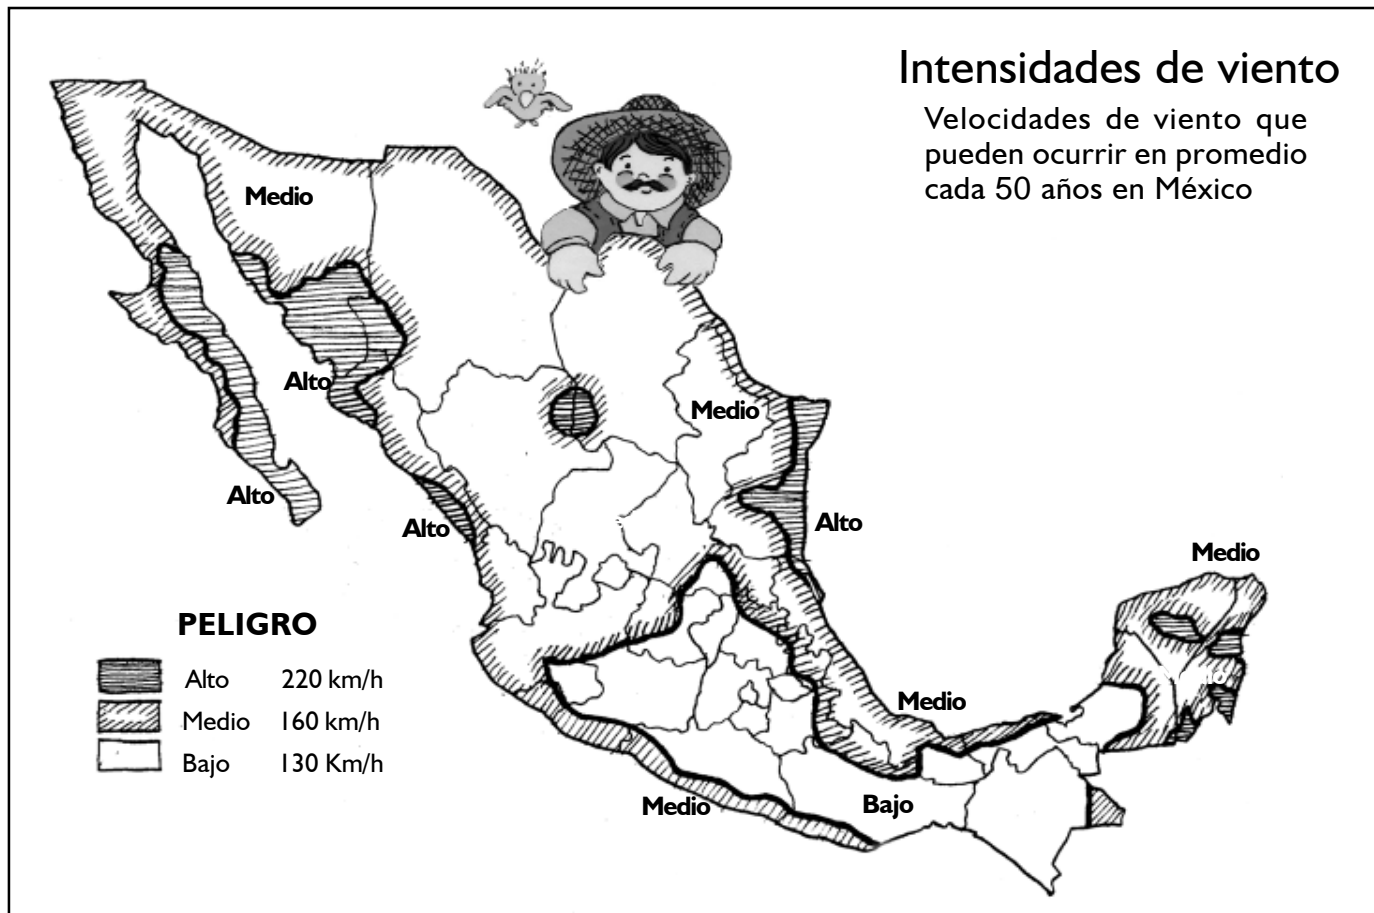 Intensidades de viento
Velocidades de viento que
pueden ocurrir en promedio
cada 50 años en México
Medio
Alto
Medio
Alto
Alto
Alto
Medio
PELIGRO
Alto 220 km/h
Medio 160 km/h
Bajo 130 Km/h
Medio
Medio
Bajo